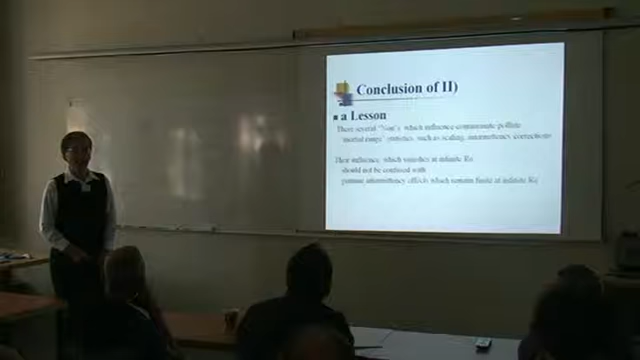 Conclusion of II)
a Lesson
There several "Non's" which influence-contaminate-pollute
"inertial range" statistics, such as scaling, intermittency corrections
Their influence, which vanishes at infinite Re
should not be confused with
genuine intermittency effects which remain finite at infinite Re